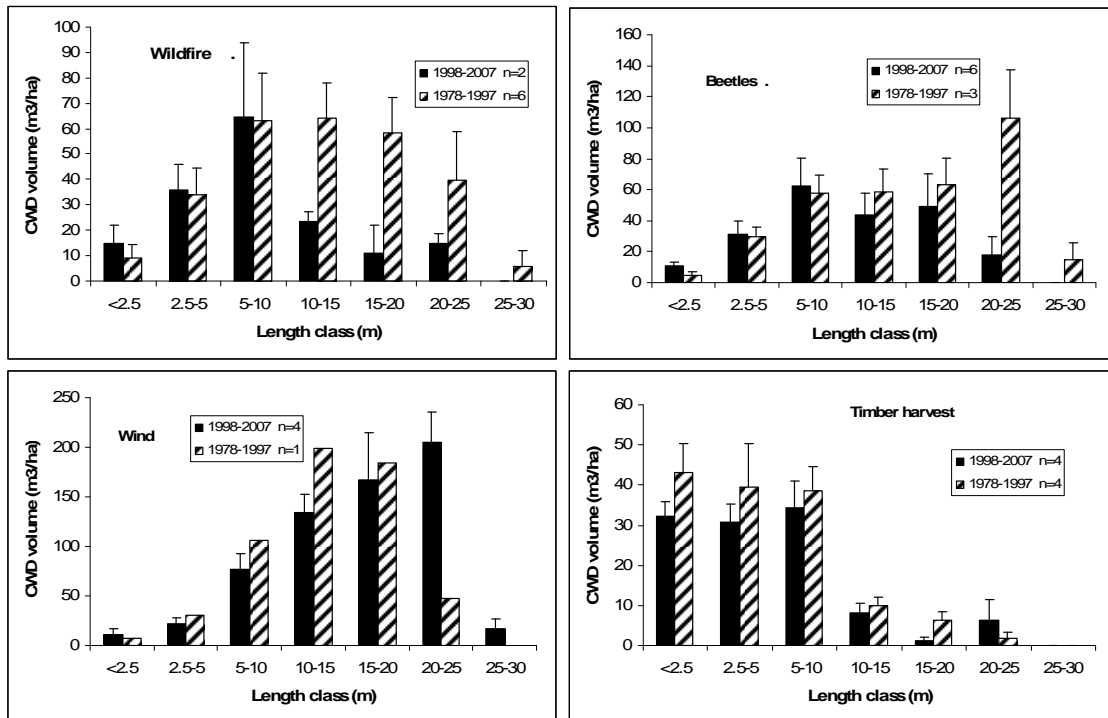 Wildfire .
1998-2007 n=2
1978-1997 n=6
CWD volume (m3/ha)
100
90
80
70
60
50
40
30
20
10
0
<2.5 2.5-5 5-10 10-15 15-20 20-25 25-30
Length class (m)
Beetles .
1998-2007 n=6
1978-1997 n=3
CWD volume (m3/ha)
160
140
120
100
80
60
40
20
0
<2.5 2.5-5 5-10 10-15 15-20 20-25 25-30
Length class (m)
Wind
1998-2007 n=4
1978-1997 n=1
CWD volume (m3/ha)
250
200
150
100
50
0
<2.5 2.5-5 5-10 10-15 15-20 20-25 25-30
Length class (m)
Timber harvest
1998-2007 n=4
1978-1997 n=4
CWD volume (m3/ha)
60
50
40
30
20
10
0
<2.5 2.5-5 5-10 10-15 15-20 20-25 25-30
Length class (m)